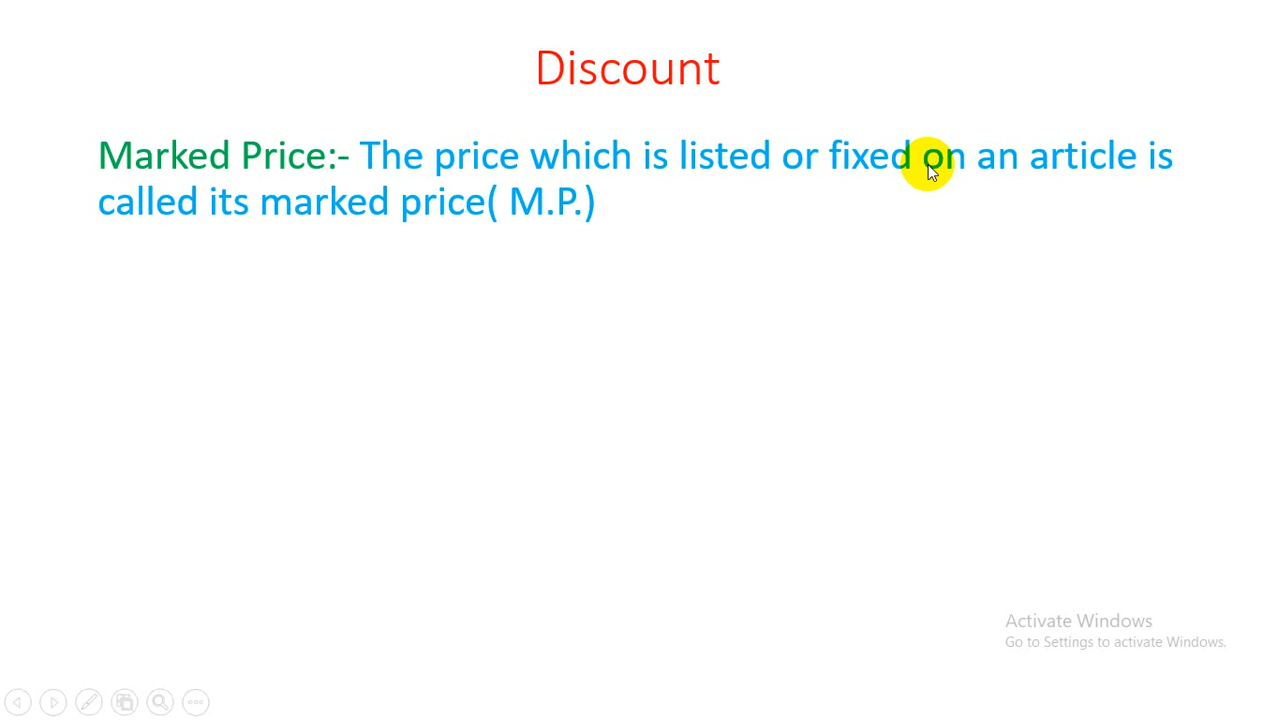 Discount
Marked Price:- The price which is listed or fixed on an article is
called its marked price( M.P.)
Activate Windows
Go to Settings to activate Windows.